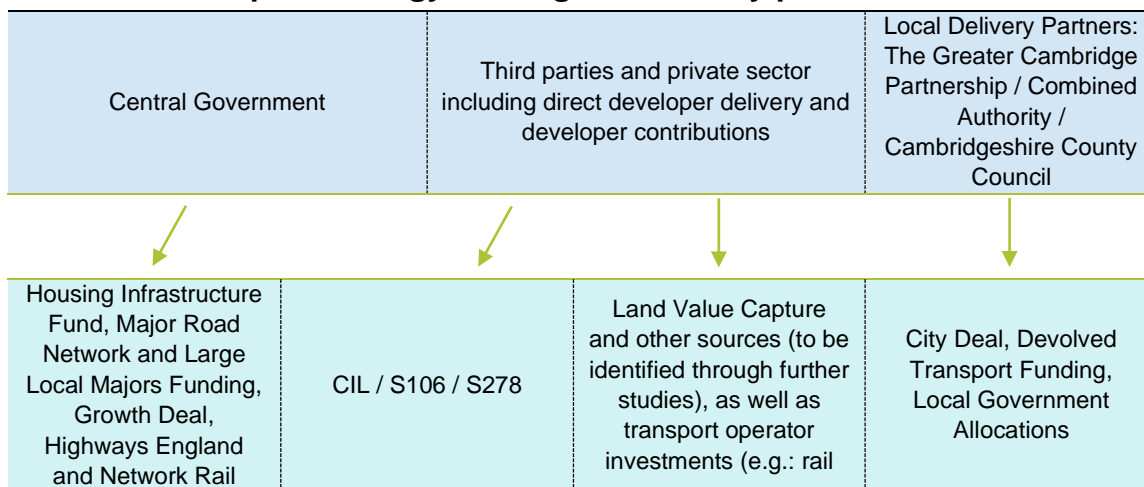 Central Government
Third parties and private sector
including direct developer delivery and
developer contributions
Local Delivery Partners:
The Greater Cambridge
Partnership / Combined
Authority /
Cambridgeshire County
Council
Housing Infrastructure
Fund, Major Road
Network and Large
Local Majors Funding,
Growth Deal,
Highways England
and Network Rail
CIL / S106 / S278
Land Value Capture
and other sources (to be
identified through further
studies), as well as
transport operator
investments (e.g.: rail
City Deal, Devolved
Transport Funding,
Local Government
Allocations